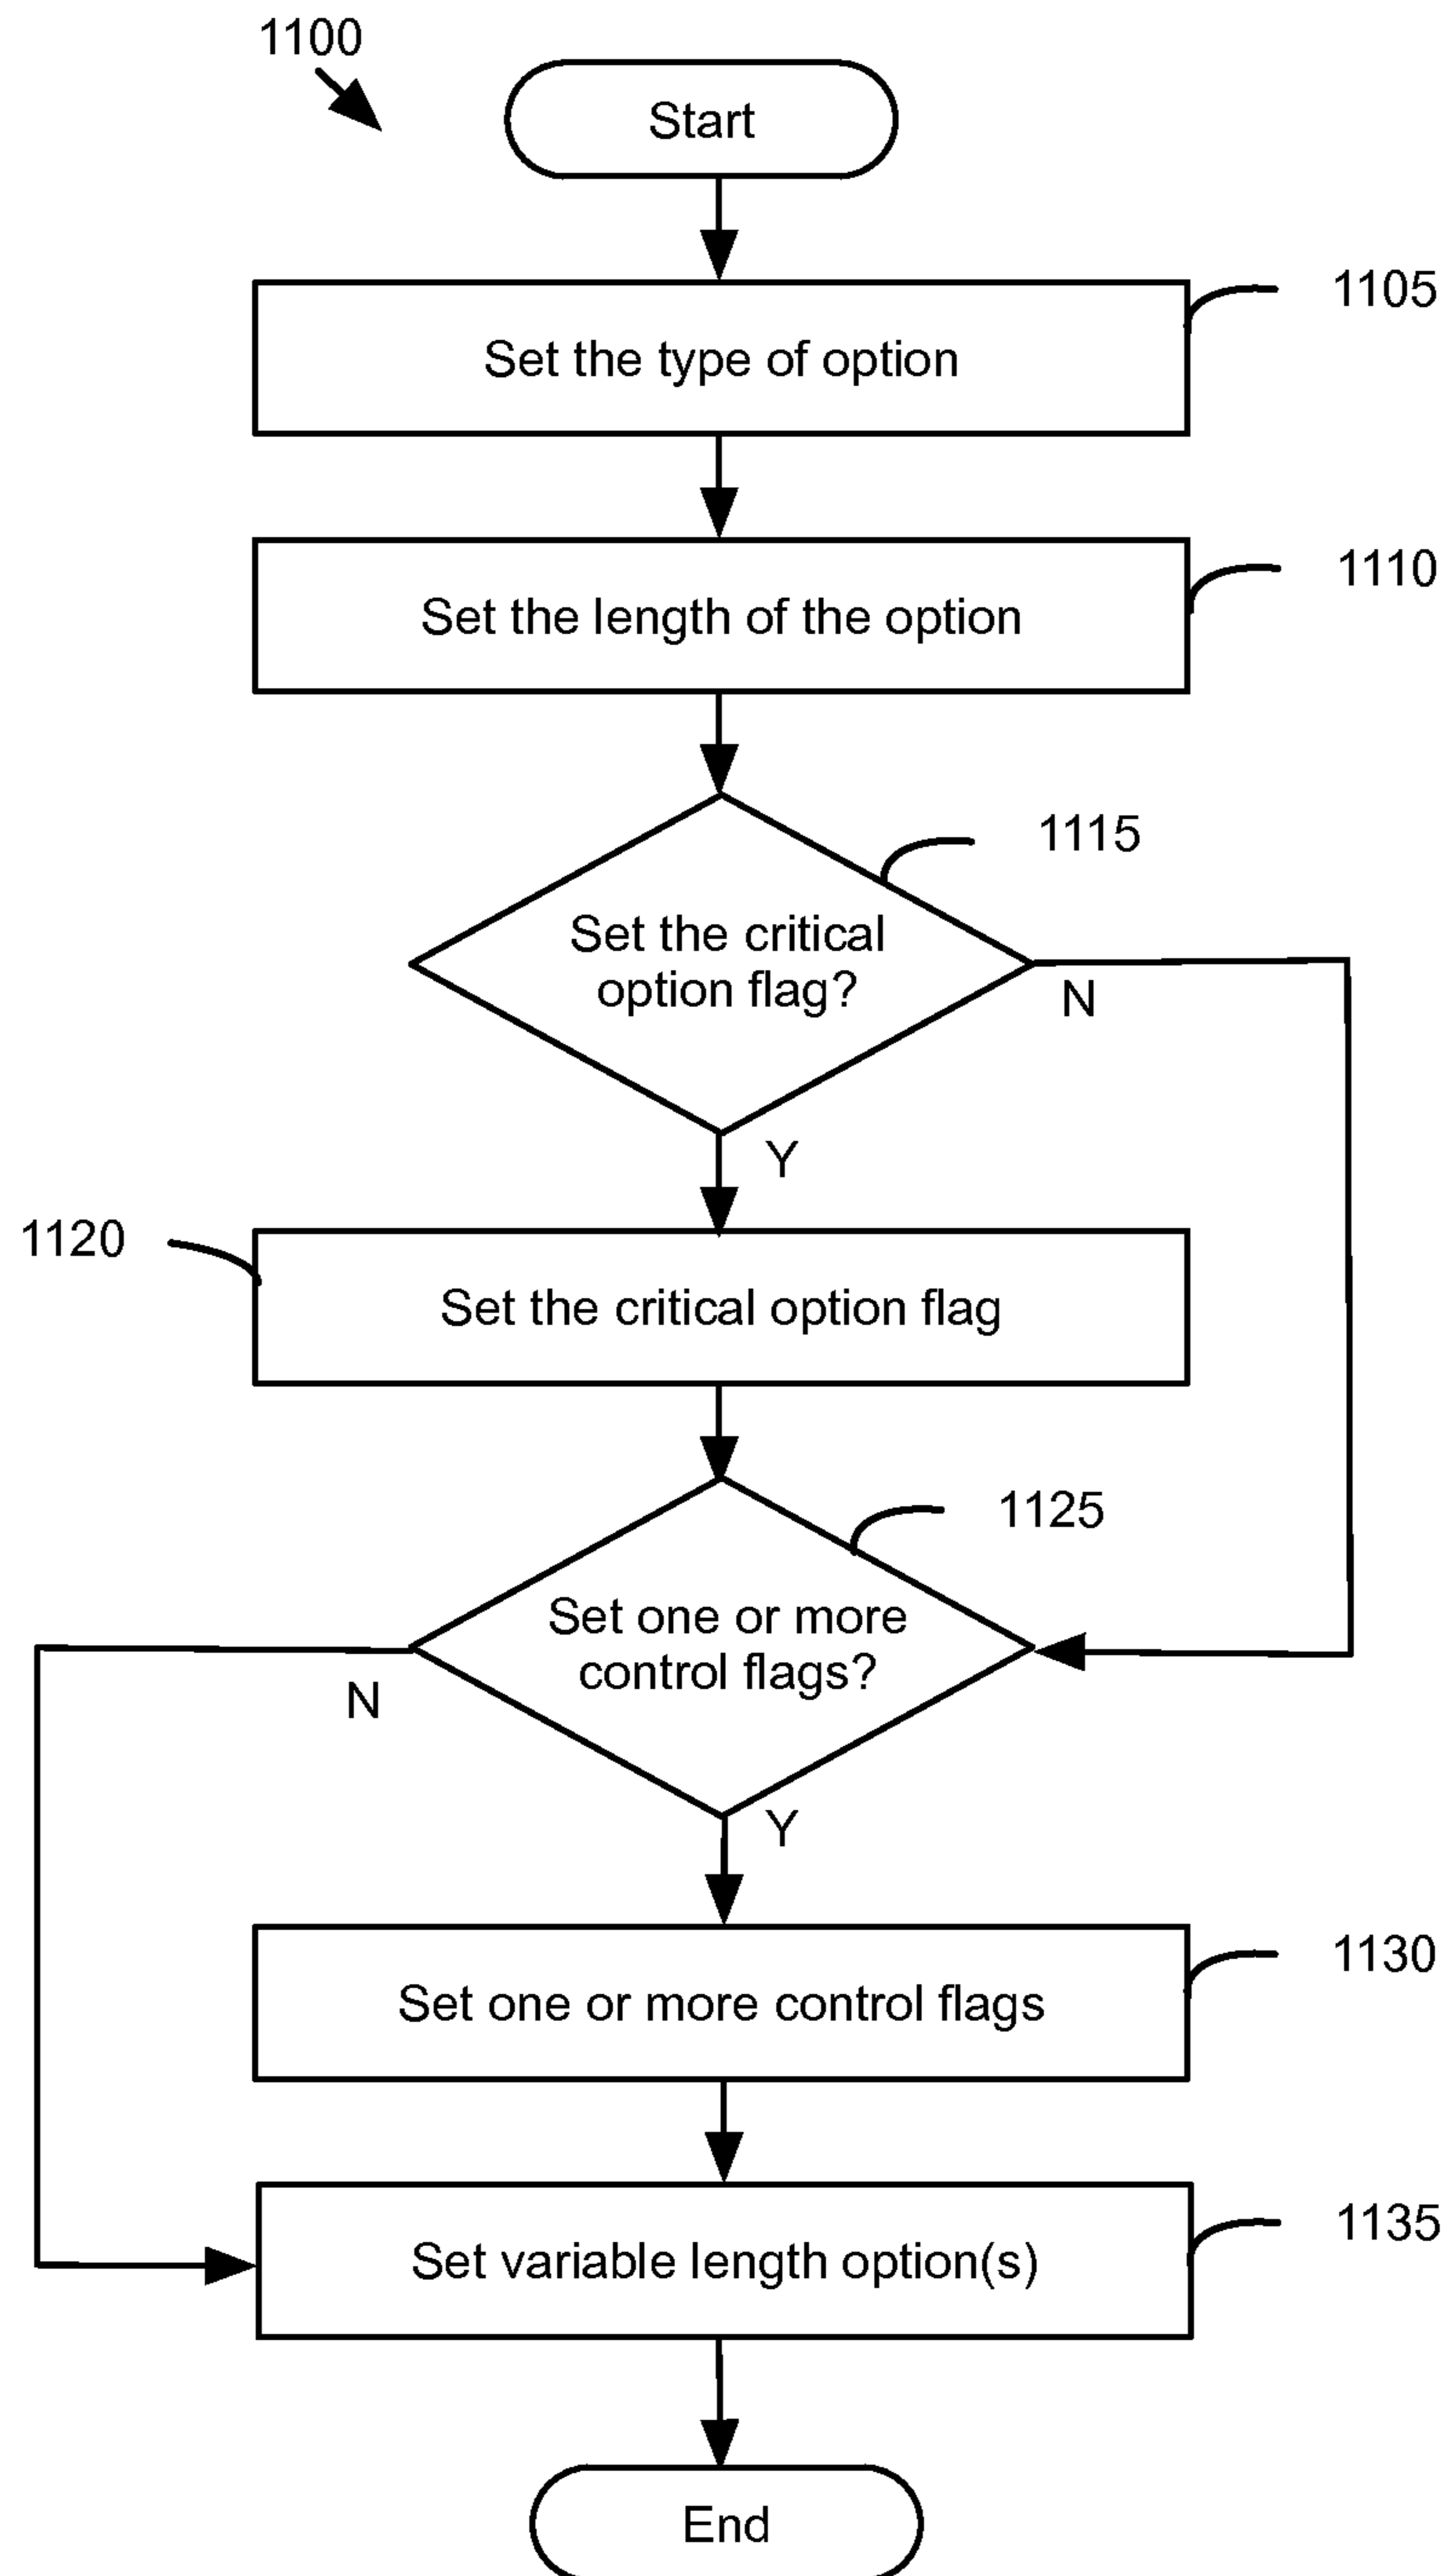 1100
Start
1105
Set the type of option
1110
Set the length of the option
1115
Set the critical
option flag?
N
Y
1120
Set the critical option flag
1125
Set one or more
control flags?
N
Y
1130
Set one or more control flags
1135
Set variable length option(s)
End